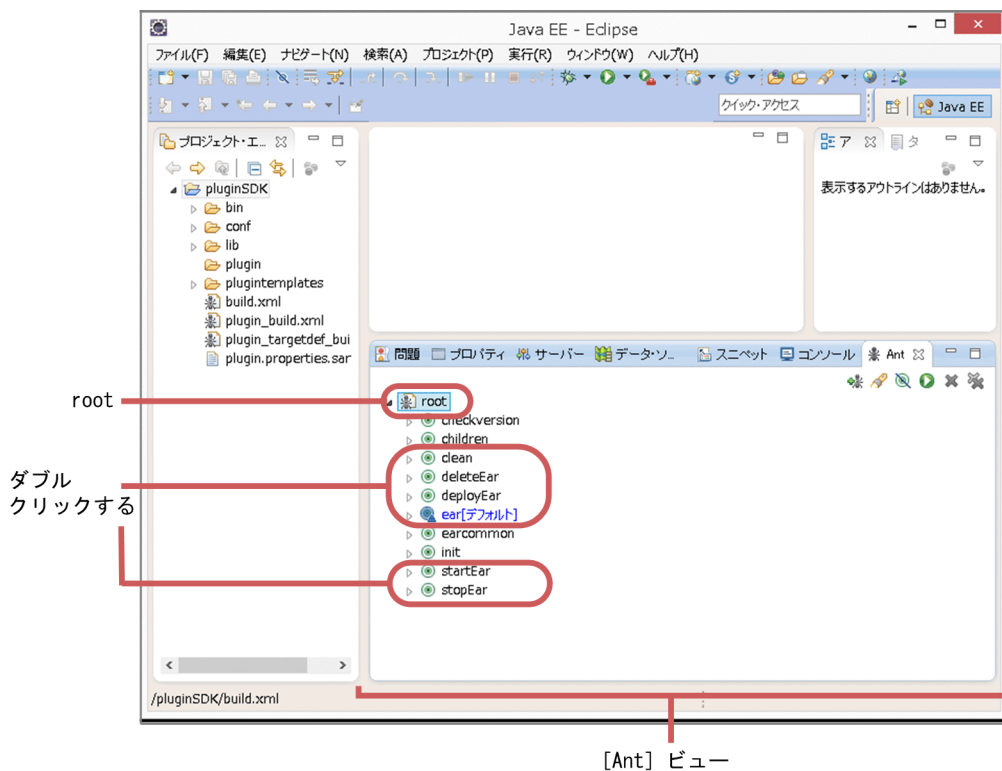 Java EE - Eclipse
ファイル(F) 編集(E) ナビゲート(N) 検索(A) プロジェクト(P) 実行(R) ウィンドウ(W) ヘルプ(H)
クイック・アクセス
Java EE
プロジェクト・エ...
pluginSDK
bin
conf
lib
plugin
plugintemplates
build.xml
plugin_build.xml
plugin_targetdef_bui
plugin.properties.sar
ア
タ
表示するアウトラインはありません。
問題 プロパティ サーバー データ・ソ... スニペット コンソール Ant
root
checkversion
children
clean
deleteEar
deployEar
ear[デフォルト]
earcommon
init
startEar
stopEar
/pluginSDK/build.xml
root
ダブル
クリックする
[Ant] ビュー